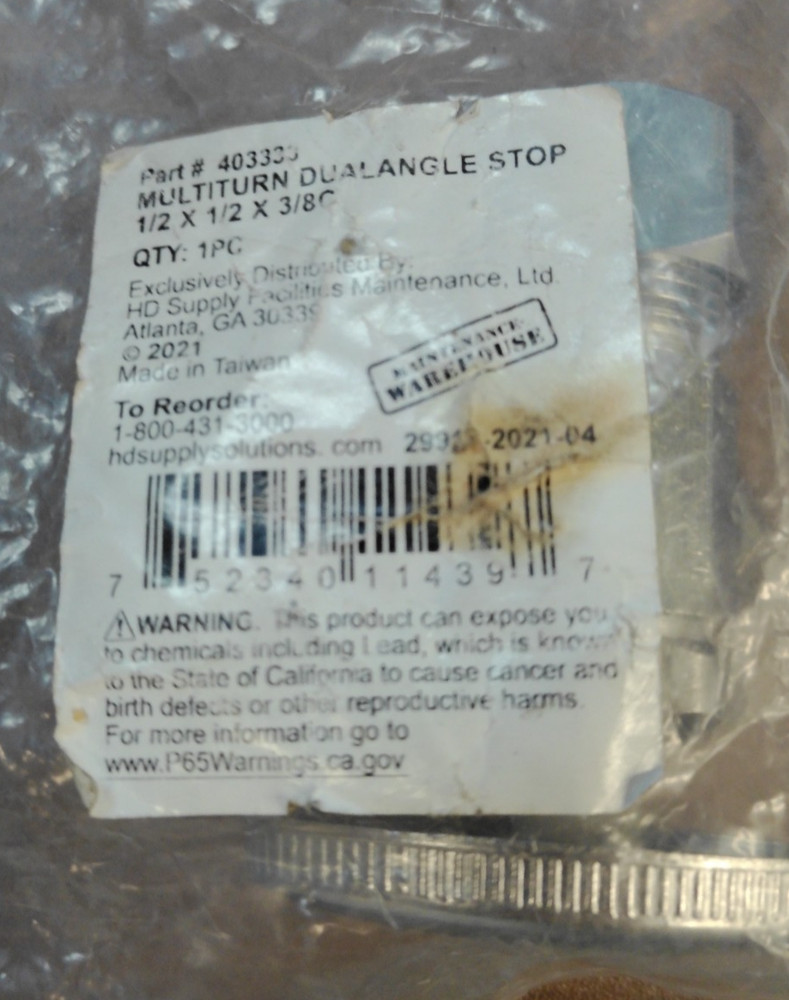 Part #
MULTITURN DUALANGLE STOP
1/2 X 1/2 X 3/8C
QTY: 1PC
Exclusively Distributed By:
HD Supply Facilities Maintenance, Ltd.
Atlanta, GA 30339
© 2021
Made in Taiwan
MAINTENANCE
WAREHOUSE
To Reorder:
1-800-431-3000
hdsupplysolutions. com
7 52340 11439 7
WARNING. This product can expose you
to chemicals including Lead, which is known
to the State of California to cause cancer and
birth defects or other reproductive harms.
For more information go to
www.P65Warnings.ca.gov